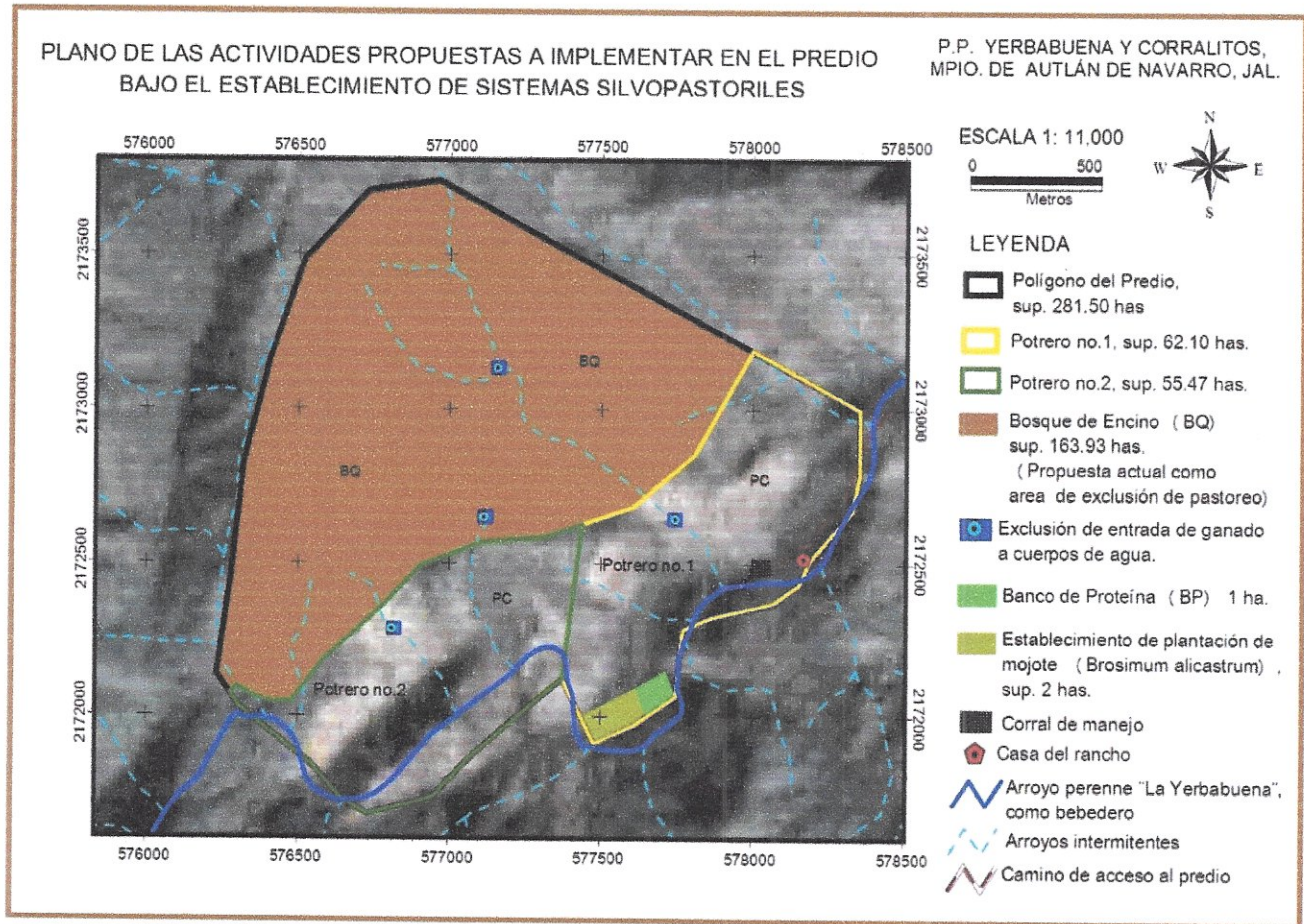 PLANO DE LAS ACTIVIDADES PROPUESTAS A IMPLEMENTAR EN EL PREDIO
BAJO EL ESTABLECIMIENTO DE SISTEMAS SILVOPASTORILES
P.P. YERBABUENA Y CORRALITOS,
MPIO. DE AUTLÁN DE NAVARRO, JAL.
576000 576500 577000 577500 578000 578500
2173500
2173000
2172500
2172000
BQ
BQ
PC
Potrero no.1
PC
Potrero no.2
2173500
2173000
2172500
2172000
576000 576500 577000 577500 578000 578500
ESCALA 1: 11,000
0 500
Metros
N
W E
S
LEYENDA
Polígono del Predio,
sup. 281.50 has
Potrero no.1, sup. 62.10 has.
Potrero no.2, sup. 55.47 has.
Bosque de Encino ( BQ)
sup. 163.93 has.
( Propuesta actual como
area de exclusión de pastoreo)
Exclusión de entrada de ganado
a cuerpos de agua.
Banco de Proteína ( BP) 1 ha.
Establecimiento de plantación de
mojote ( Brosimum alicastrum) ,
sup. 2 has.
Corral de manejo
Casa del rancho
Arroyo perenne "La Yerbabuena",
como bebedero
Arroyos intermitentes
Camino de acceso al predio